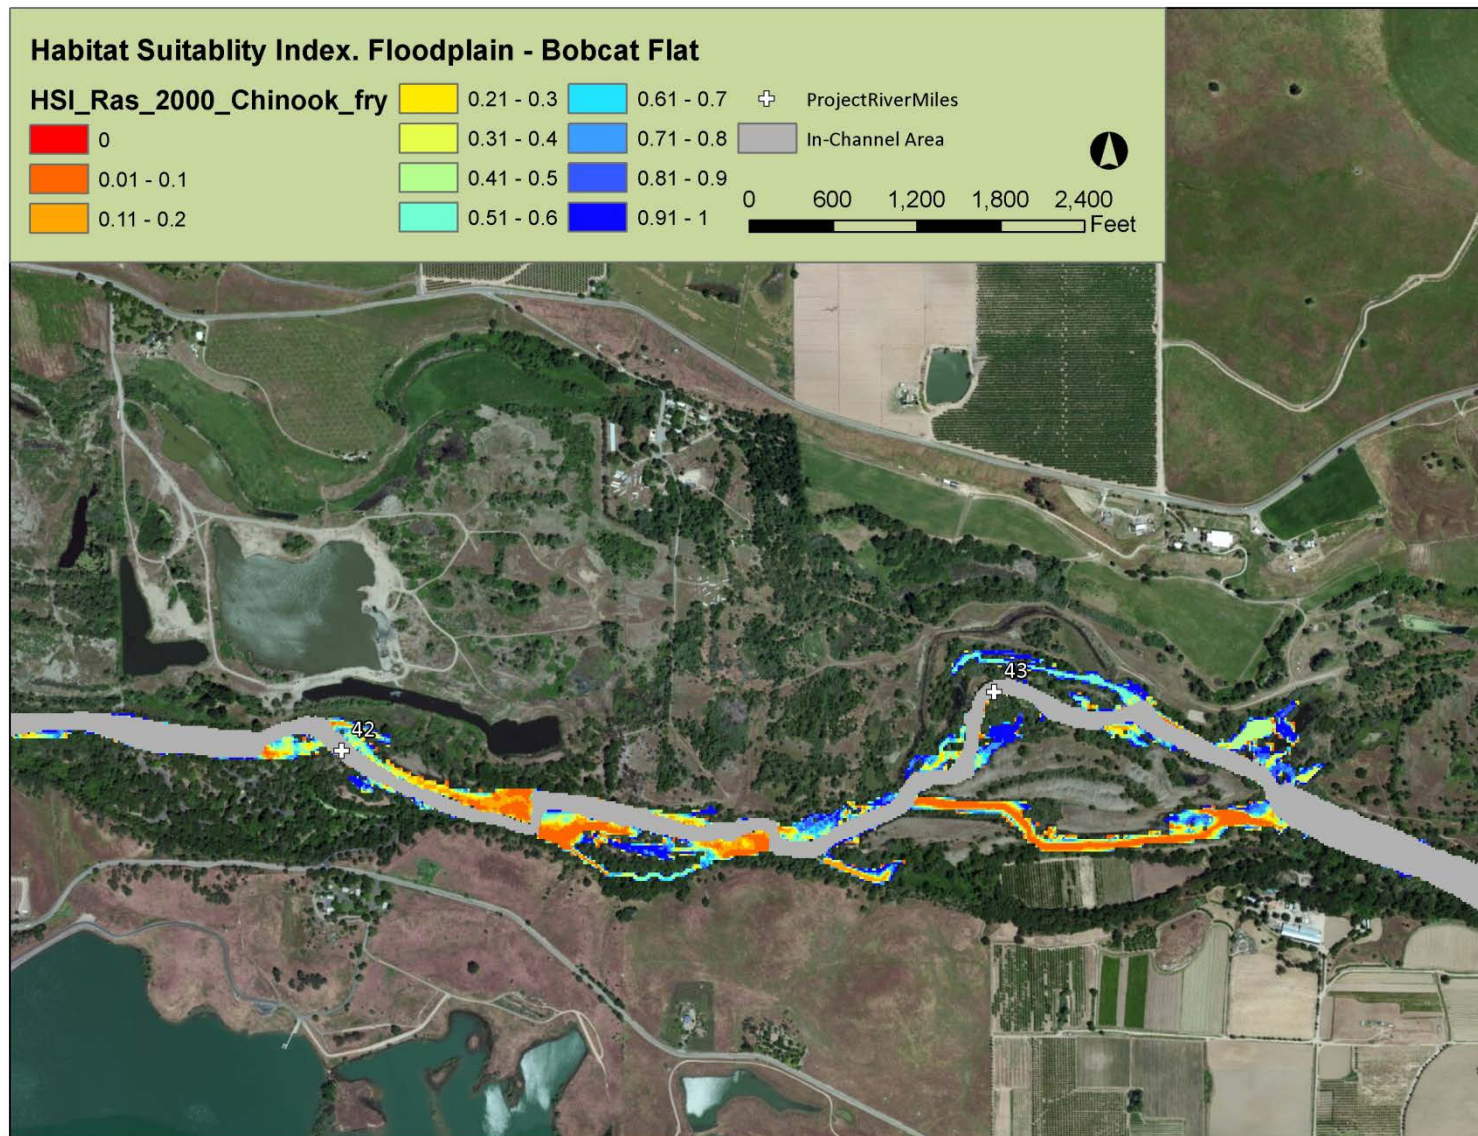 Habitat Suitablity Index. Floodplain - Bobcat Flat
HSI_Ras_2000_Chinook_fry
0
0.01 - 0.1
0.11 - 0.2
0.21 - 0.3
0.31 - 0.4
0.41 - 0.5
0.51 - 0.6
0.61 - 0.7
0.71 - 0.8
0.81 - 0.9
0.91 - 1
ProjectRiverMiles
In-Channel Area
0 600 1,200 1,800 2,400
Feet
43
42